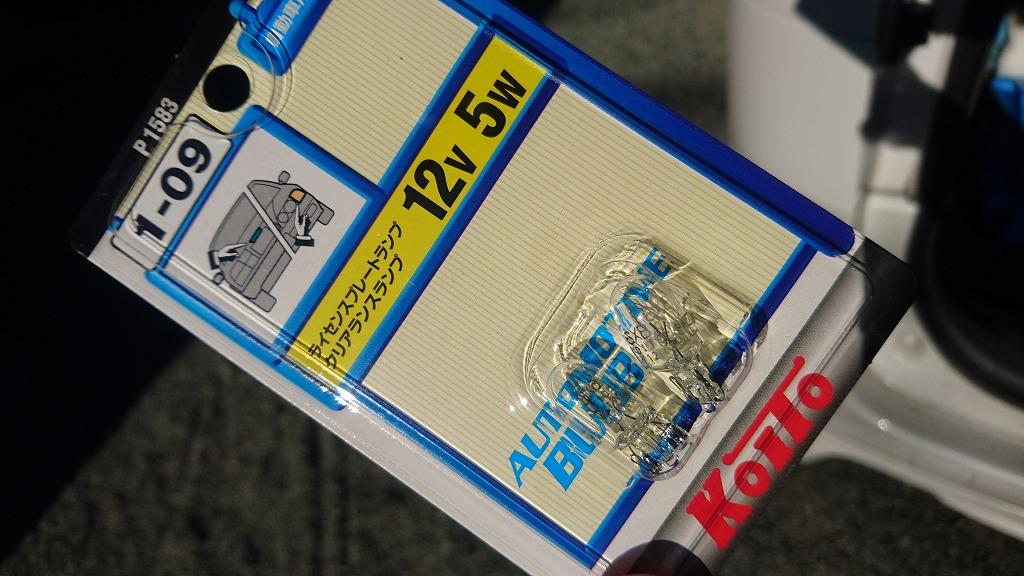 P1583
1-09
12V 5W
ライセンスプレートランプ
クリアランスランプ
AUTOMOTIVE
BULB
KOITO